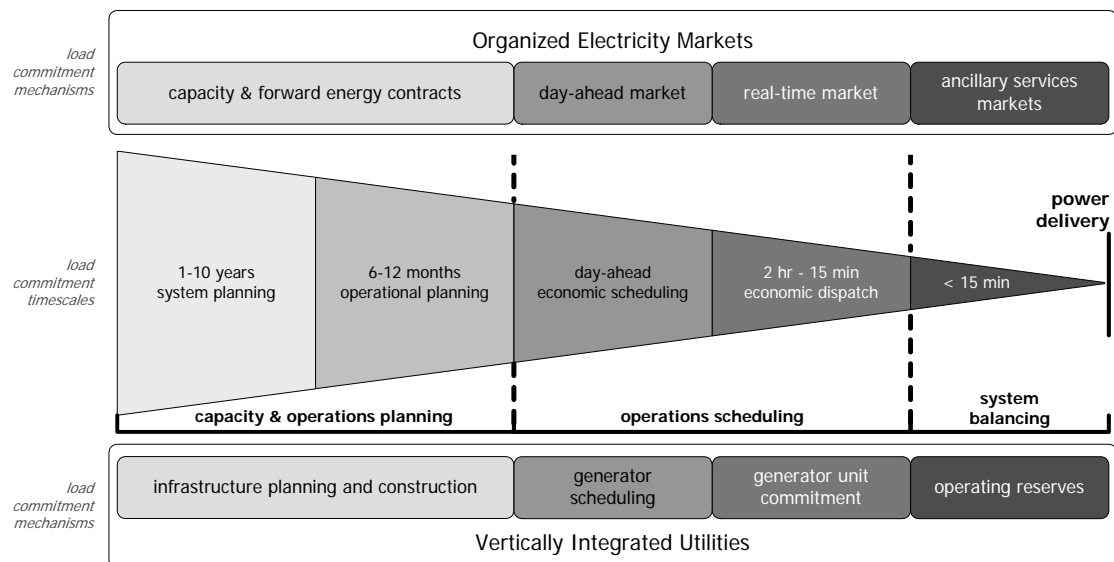 Organized Electricity Markets
load
commitment
mechanisms
capacity & forward energy contracts
day-ahead market
real-time market
ancillary services
markets
power
delivery
load
commitment
timescales
1-10 years
system planning
6-12 months
operational planning
day-ahead
economic scheduling
2 hr - 15 min
economic dispatch
< 15 min
capacity & operations planning
operations scheduling
system
balancing
load
commitment
mechanisms
infrastructure planning and construction
generator
scheduling
generator unit
commitment
operating reserves
Vertically Integrated Utilities